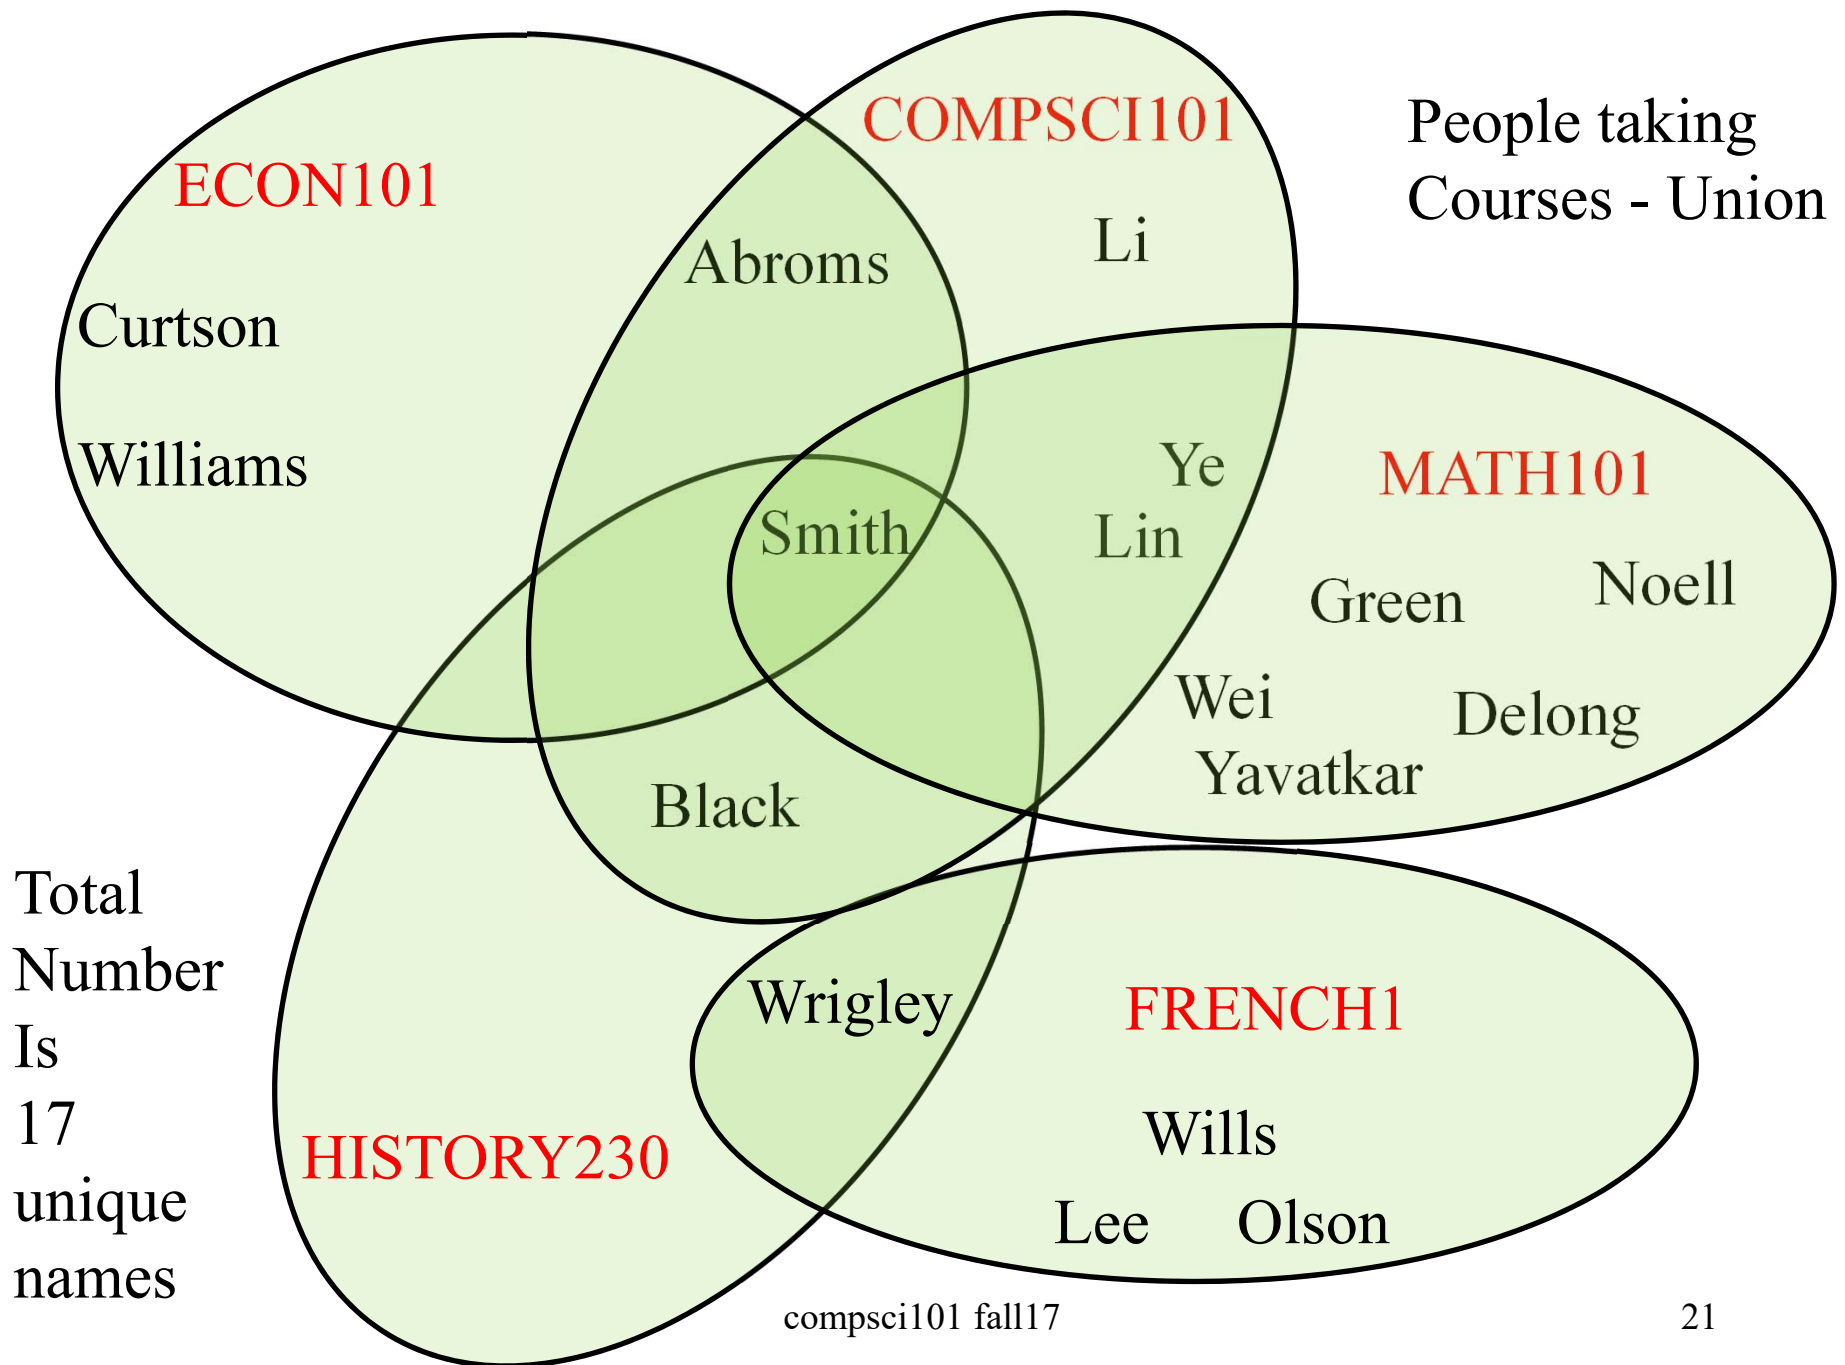 COMPSCI101
People taking
Courses - Union
ECON101
Li
Abroms
Curtson
Williams
Ye
MATH101
Smith
Lin
Green
Noell
Wei
Delong
Yavatkar
Black
Total
Number
Is
17
unique
names
Wrigley
FRENCH1
Wills
HISTORY230
Lee
Olson
compsci101 fall17
21